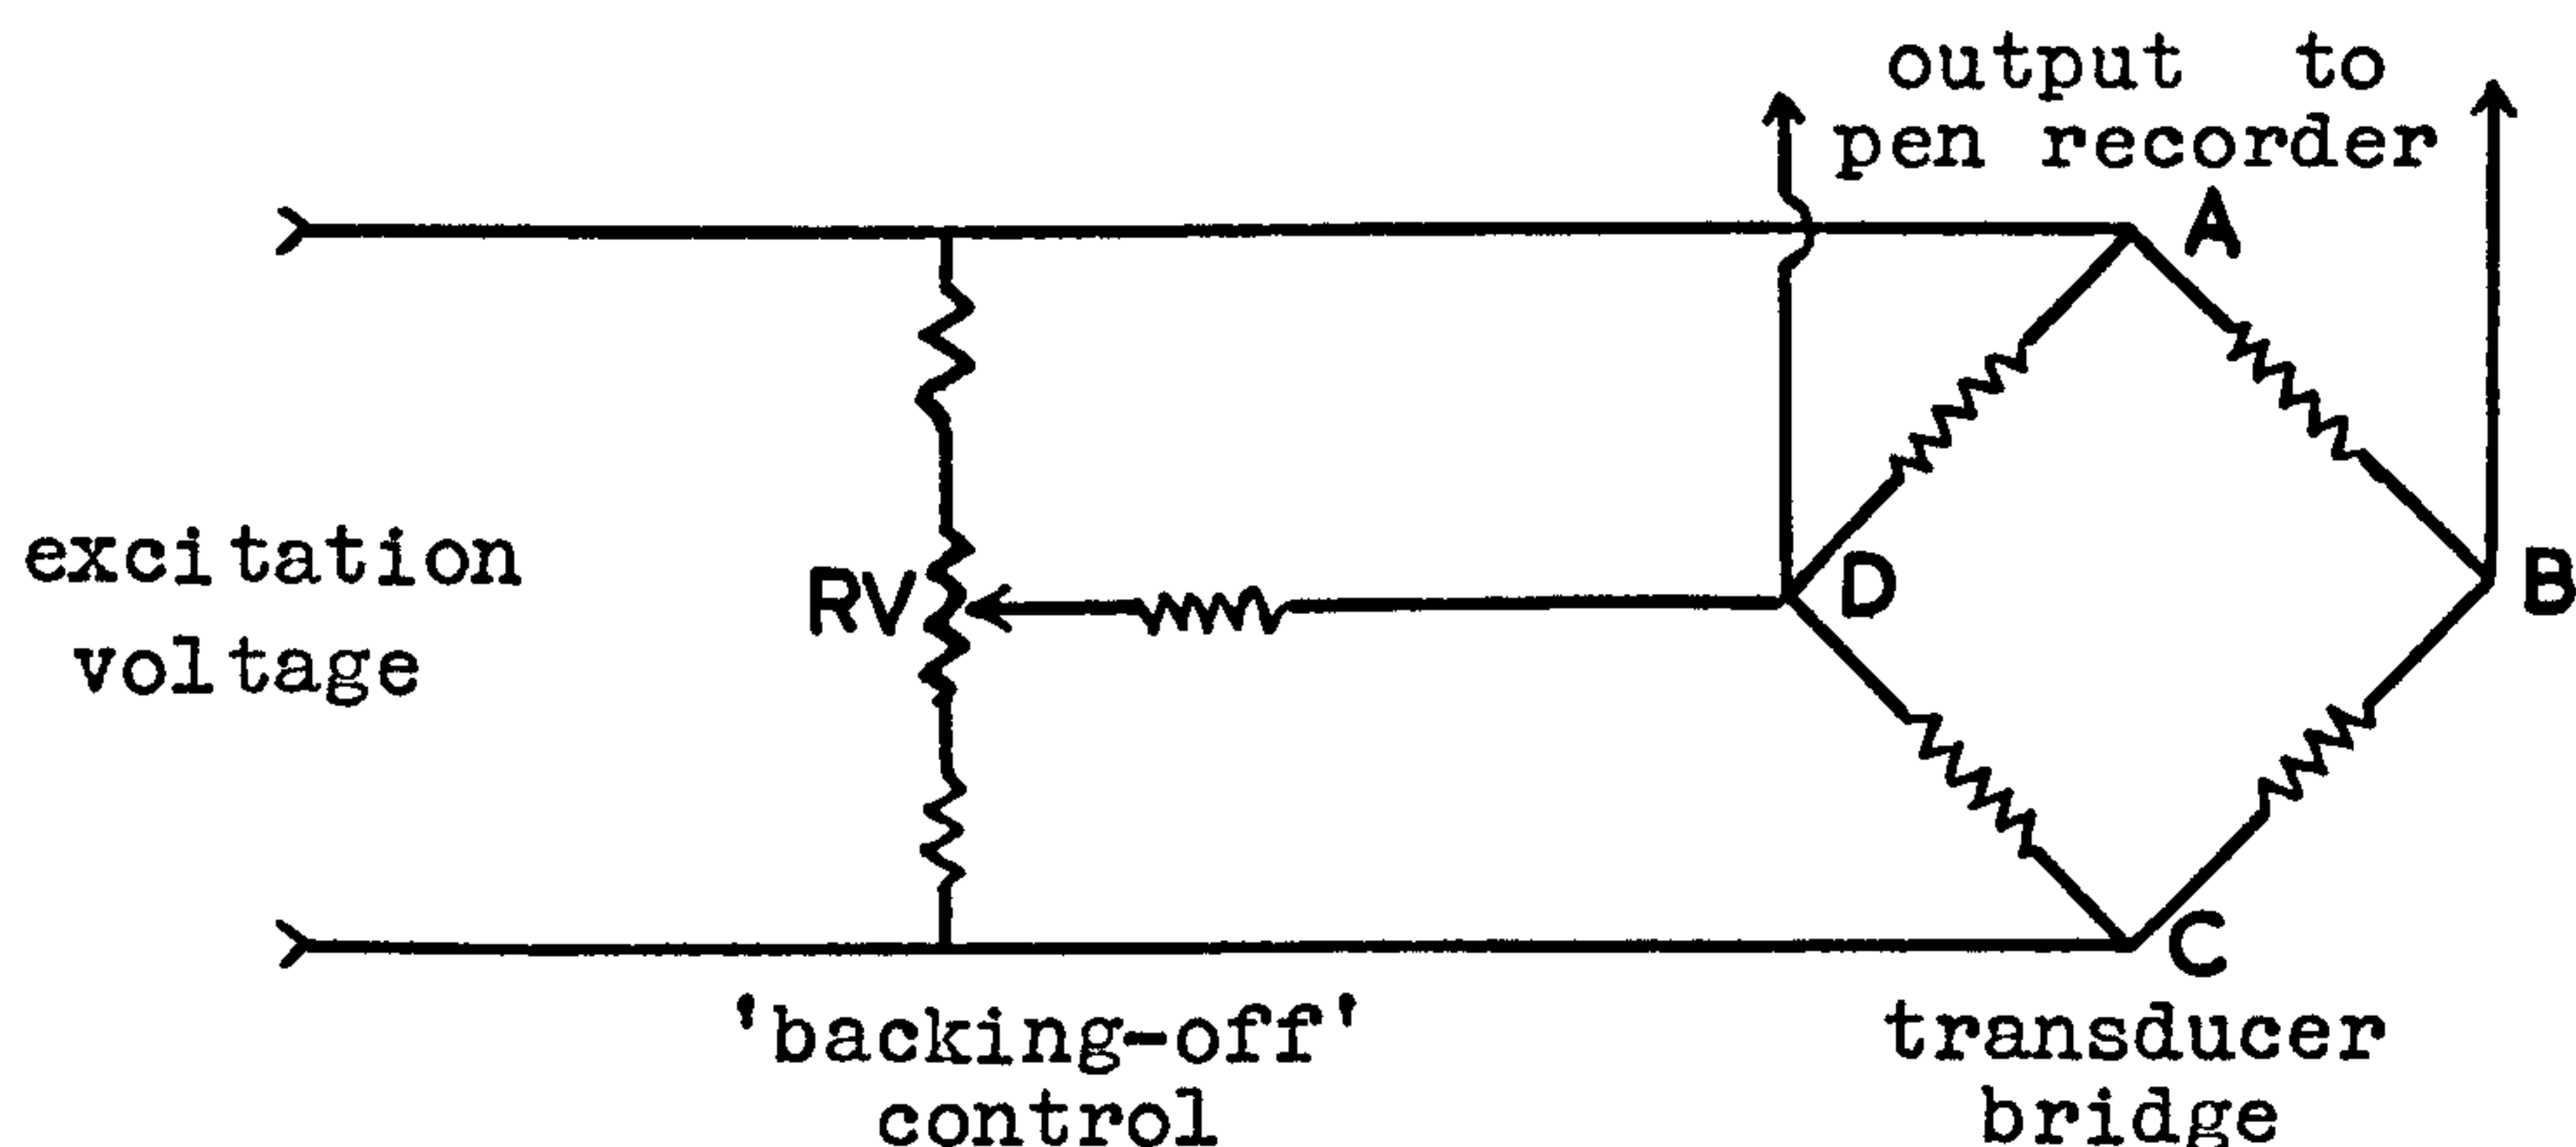 output to
pen recorder
A
excitation
voltage
RV
D
B
C
'backing-off'
control
transducer
bridge